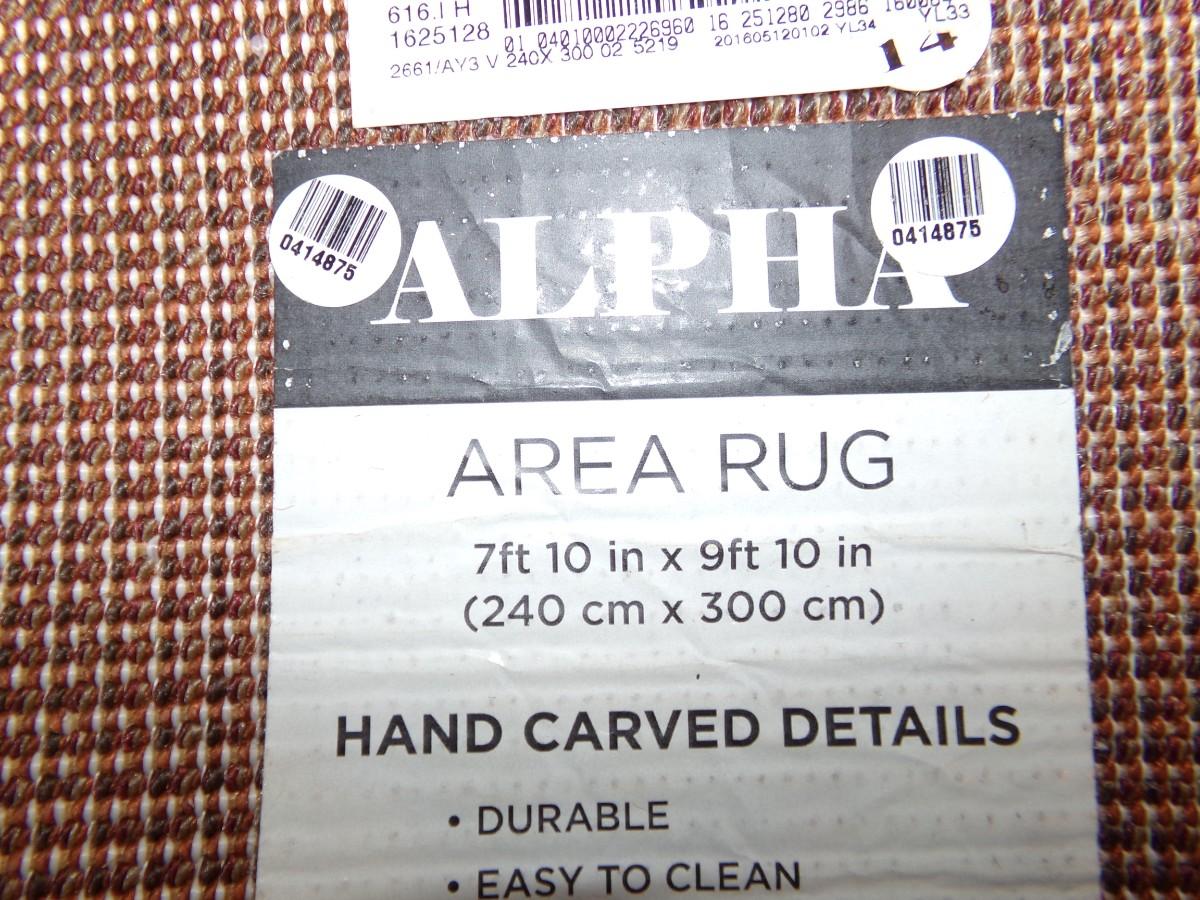 616.I H
1625128
01 04010002226960 16 251280 2986
2661/AY3 V 240X 300 02 5219
201605120102 YL34
YL33
14
0414875
0414875
ALPHA
AREA RUG
7ft 10 in x 9ft 10 in
(240 cm x 300 cm)
HAND CARVED DETAILS
• DURABLE
• EASY TO CLEAN